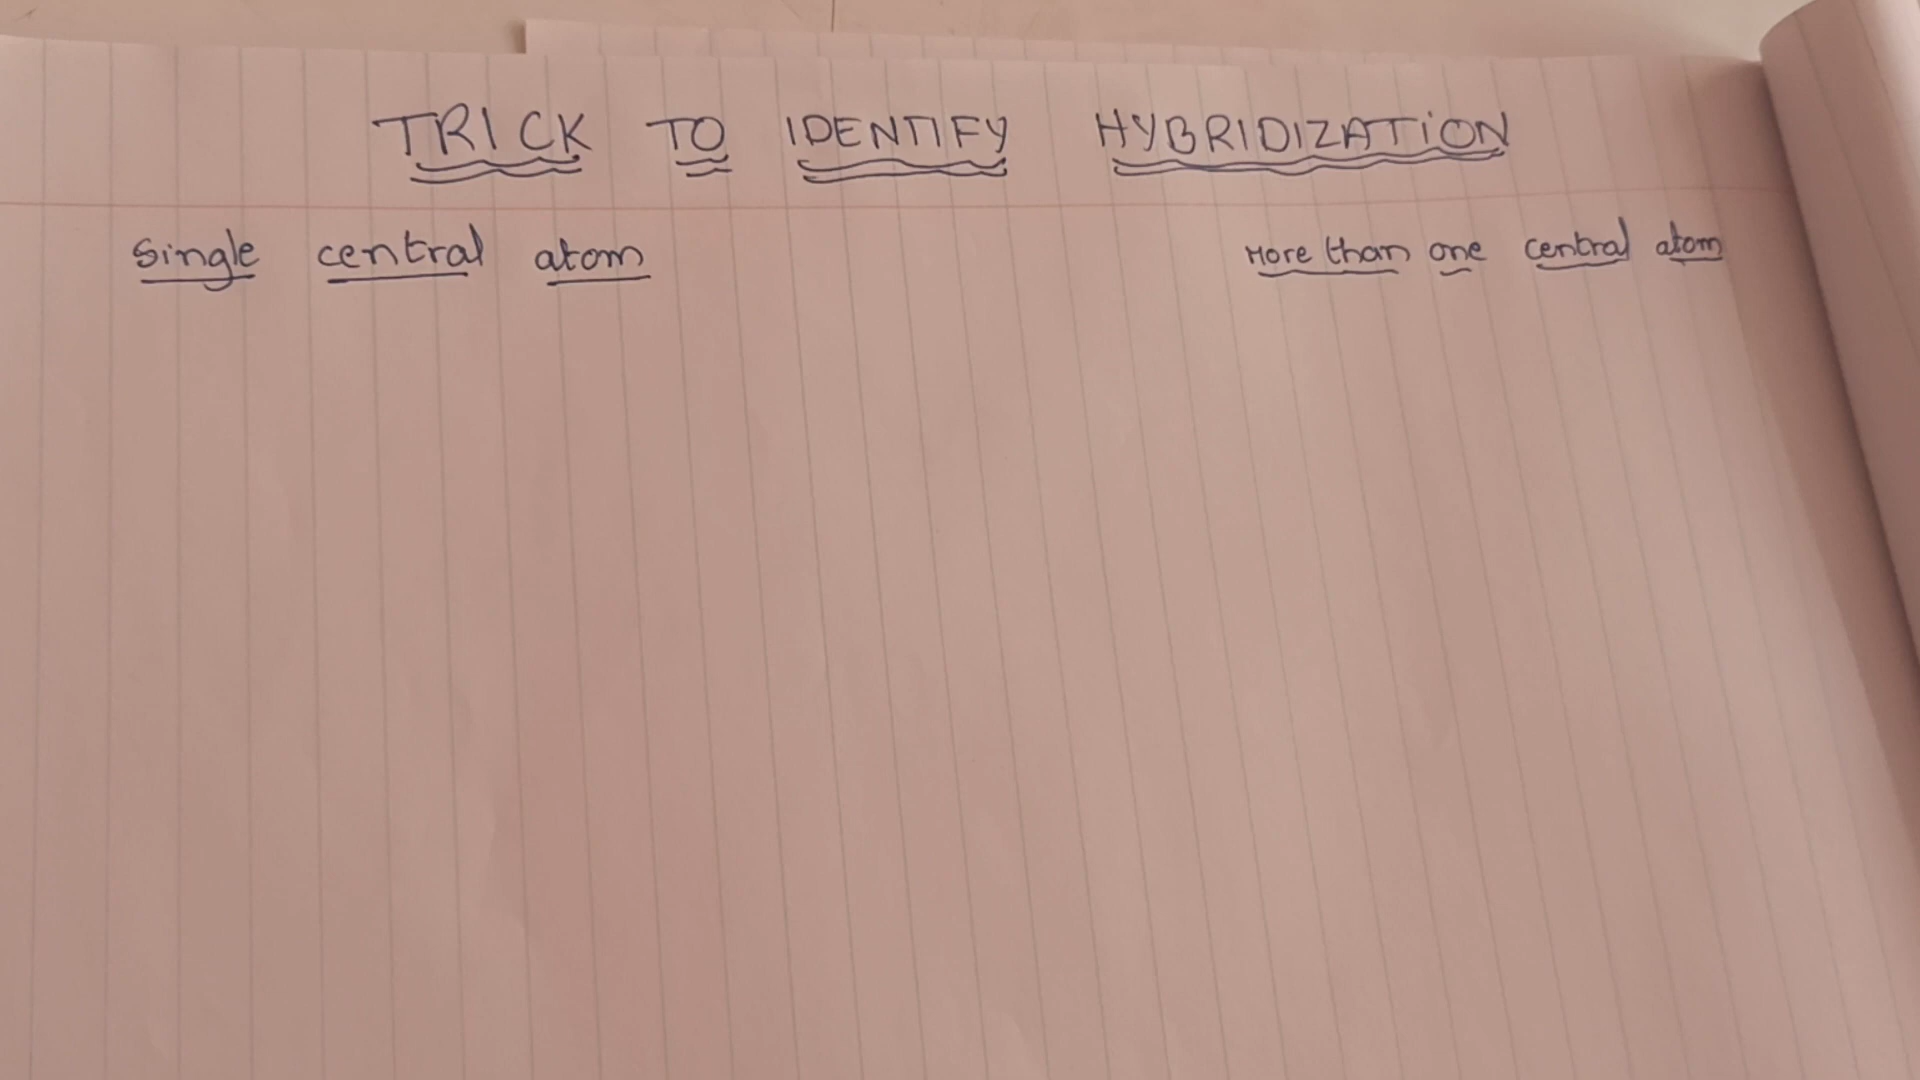 TRICK TO IDENTIFY HYBRIDIZATION
Single central atom
More than one central atom